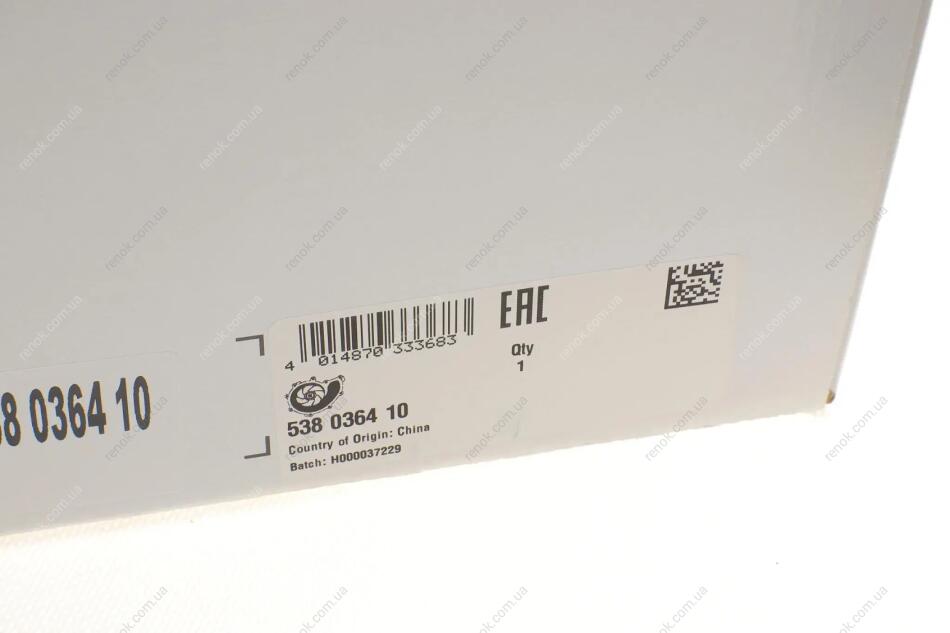 EAC
4 014870 333683
Qty
1
538 0364 10
Country of Origin: China
Batch: H000037229
8 0364 10
renok.com.ua